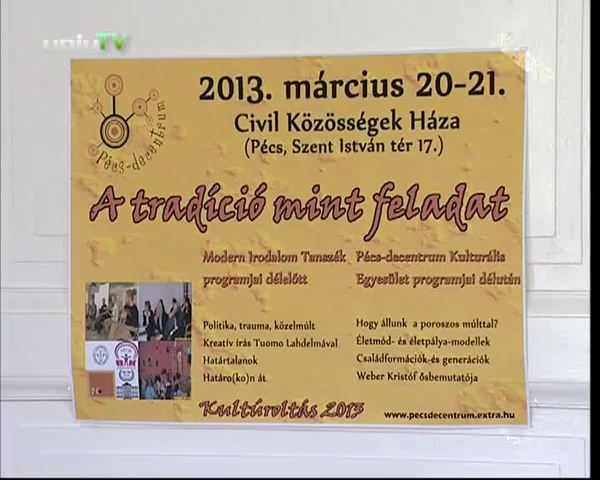 univTV
2013. március 20-21.
Civil Közösségek Háza
(Pécs, Szent István tér 17.)
Pécs-decentrum
A tradíció mint feladat
Modern Irodalom Tanszék
programjai délelőtt
Pécs-decentrum Kulturális
Egyesület programjai délután
Politika, trauma, közelmúlt
Kreatív írás Tuomo Lahdelmával
Határtalanok
Határo(ko)n át
Hogy állunk a poroszos múlttal?
Életmód- és életpálya-modellek
Családformációk-és generációk
Weber Kristóf ősbemutatója
Kultúroltás 2013
www.pecsdecentrum.extra.hu